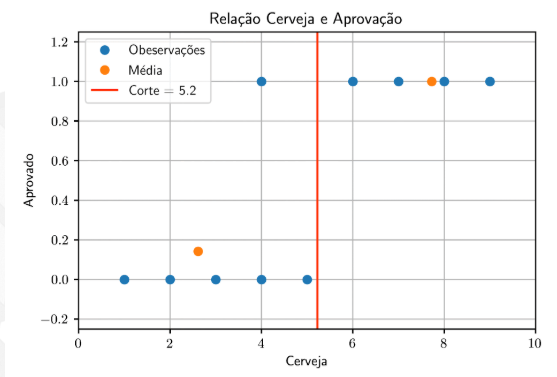 Relação Cerveja e Aprovação
1.2
1.0
0.8
0.6
0.4
0.2
0.0
−0.2
Aprovado
Obeservações
Média
Corte = 5.2
0 2 4 6 8 10
Cerveja